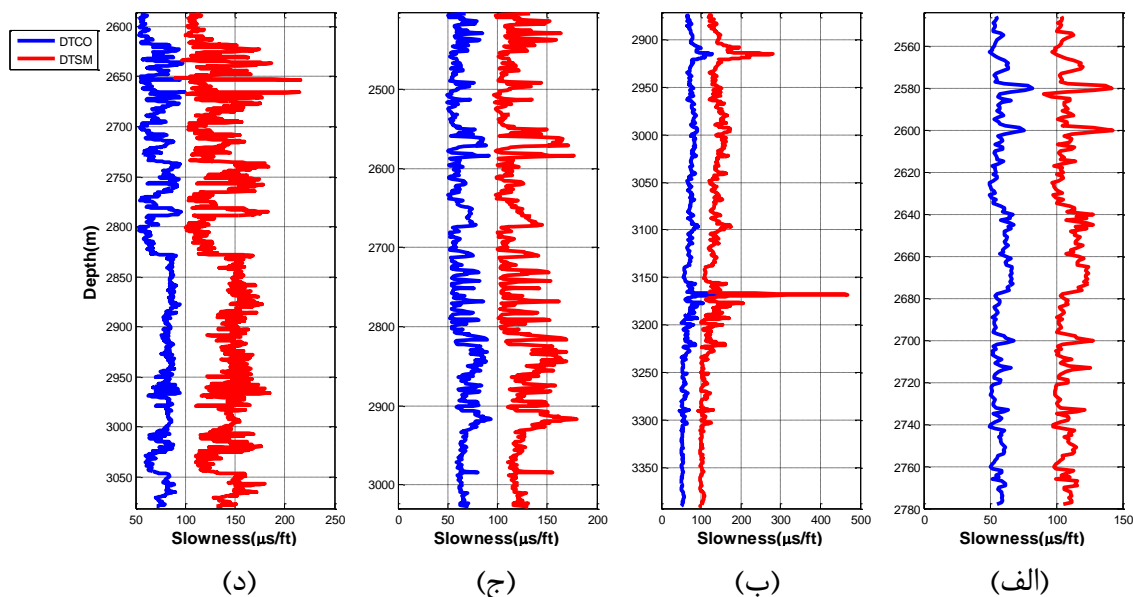 DTCO
DTSM
Depth(m)
2600
2650
2700
2750
2800
2850
2900
2950
3000
3050
50 100 150 200 250
Slowness(µs/ft)
(د)
2500
2600
2700
2800
2900
3000
0 50 100 150 200
Slowness(µs/ft)
(ج)
2900
2950
3000
3050
3100
3150
3200
3250
3300
3350
0 100 200 300 400 500
Slowness(µs/ft)
(ب)
2560
2580
2600
2620
2640
2660
2680
2700
2720
2740
2760
2780
0 50 100 150
Slowness(µs/ft)
(الف)